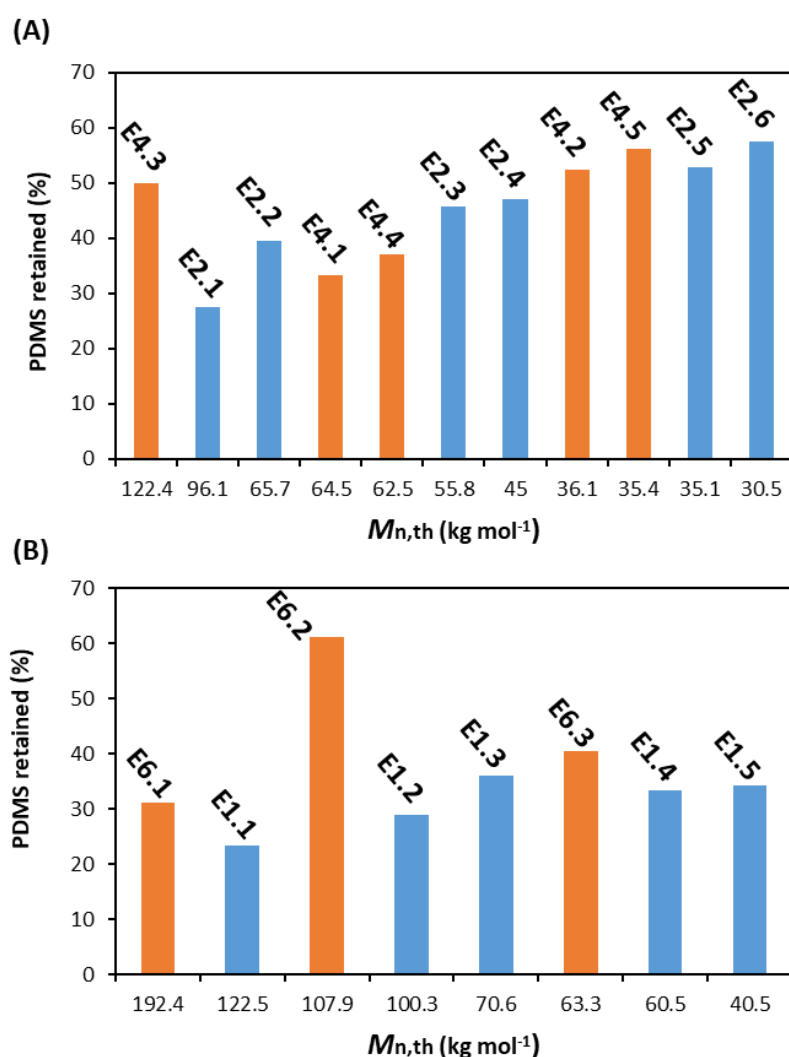 (A)
70
60
50
40
30
20
10
0
PDMS retained (%)
E4.3
E2.1
E2.2
E4.1
E4.4
E2.3
E2.4
E4.2
E4.5
E2.5
E2.6
122.4 96.1 65.7 64.5 62.5 55.8 45 36.1 35.4 35.1 30.5
Mn,th (kg mol-1)
(B)
70
60
50
40
30
20
10
0
PDMS retained (%)
E6.1
E1.1
E6.2
E1.2
E1.3
E6.3
E1.4
E1.5
192.4 122.5 107.9 100.3 70.6 63.3 60.5 40.5
Mn,th (kg mol-1)